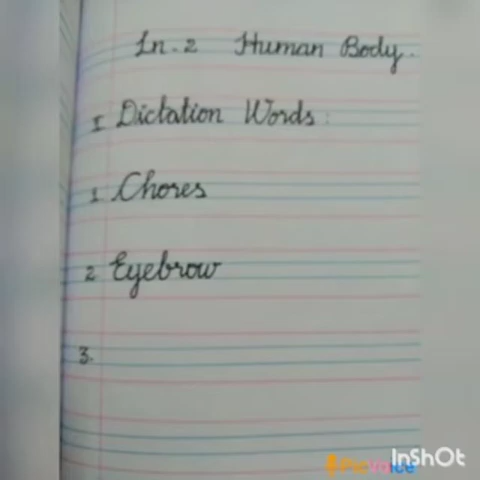 Ln-2 Human Body.
I Dictation Words:
1 Chores
2 Eyebrow
3.
InShOt